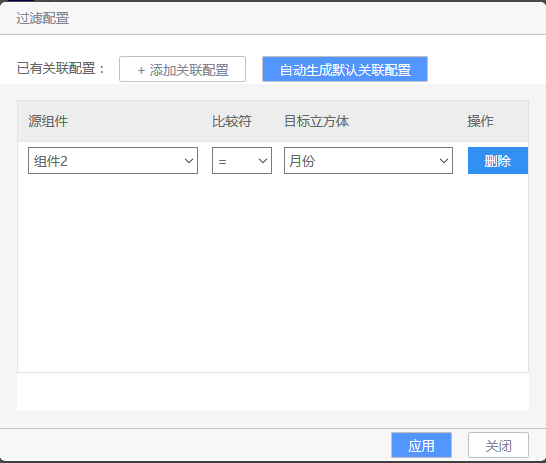 过滤配置
已有关联配置： + 添加关联配置 自动生成默认关联配置
源组件 比较符 目标立方体 操作
组件2 = 月份 删除
应用 关闭